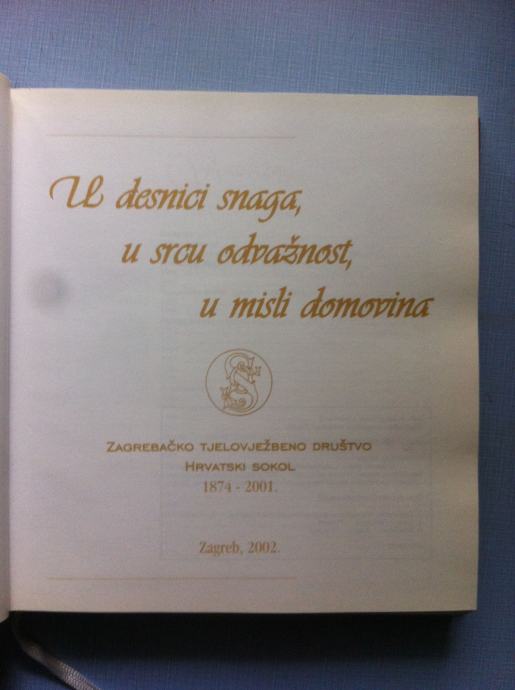 U desnici snaga,
u srcu odvažnost,
u misli domovina
ZAGREBAČKO TJELOVJEŽBENO DRUŠTVO
HRVATSKI SOKOL
1874 - 2001.
Zagreb, 2002.